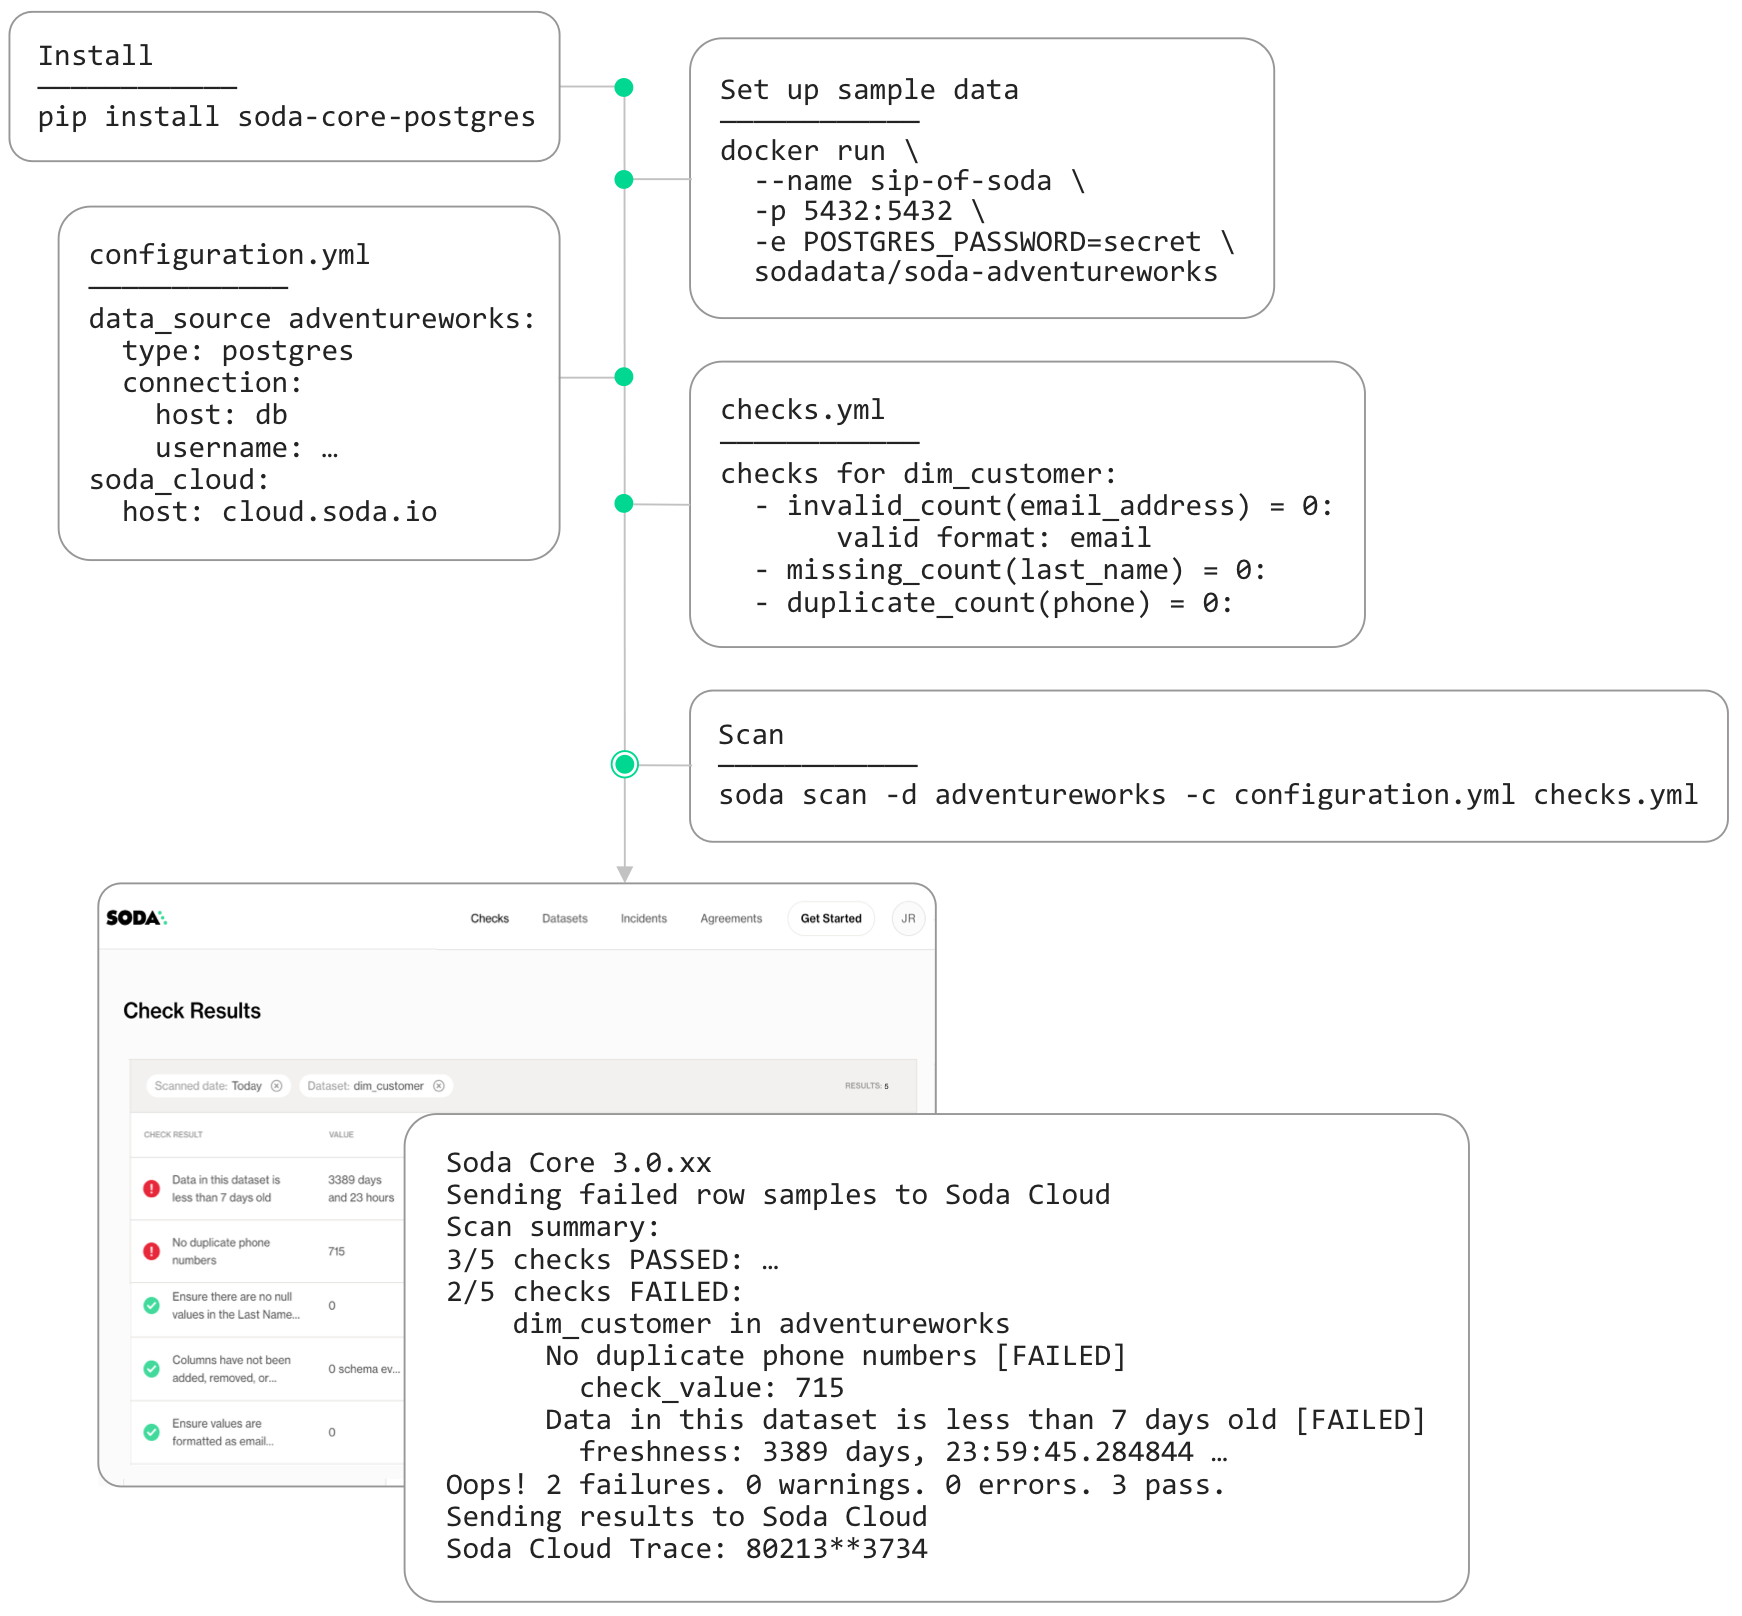 Install
pip install soda-core-postgres
Set up sample data
docker run \
--name sip-of-soda \
-p 5432:5432 \
-e POSTGRES_PASSWORD=secret \
sodadata/soda-adventureworks
configuration.yml
data_source adventureworks:
type: postgres
connection:
host: db
username: …
soda_cloud:
host: cloud.soda.io
checks.yml
checks for dim_customer:
- invalid_count(email_address) = 0:
valid format: email
- missing_count(last_name) = 0:
- duplicate_count(phone) = 0:
Scan
soda scan -d adventureworks -c configuration.yml checks.yml
SODA Checks Datasets Incidents Agreements Get Started JR
Check Results
Scanned date: Today Dataset: dim_customer RESULTS: 5
CHECK RESULT VALUE
Data in this dataset is 3389 days
less than 7 days old and 23 hours
No duplicate phone
numbers 715
Ensure there are no null
values in the Last Name... 0
Columns have not been
added, removed, or... 0 schema ev...
Ensure values are
formatted as email... 0
Soda Core 3.0.xx
Sending failed row samples to Soda Cloud
Scan summary:
3/5 checks PASSED: …
2/5 checks FAILED:
dim_customer in adventureworks
No duplicate phone numbers [FAILED]
check_value: 715
Data in this dataset is less than 7 days old [FAILED]
freshness: 3389 days, 23:59:45.284844 …
Oops! 2 failures. 0 warnings. 0 errors. 3 pass.
Sending results to Soda Cloud
Soda Cloud Trace: 80213**3734